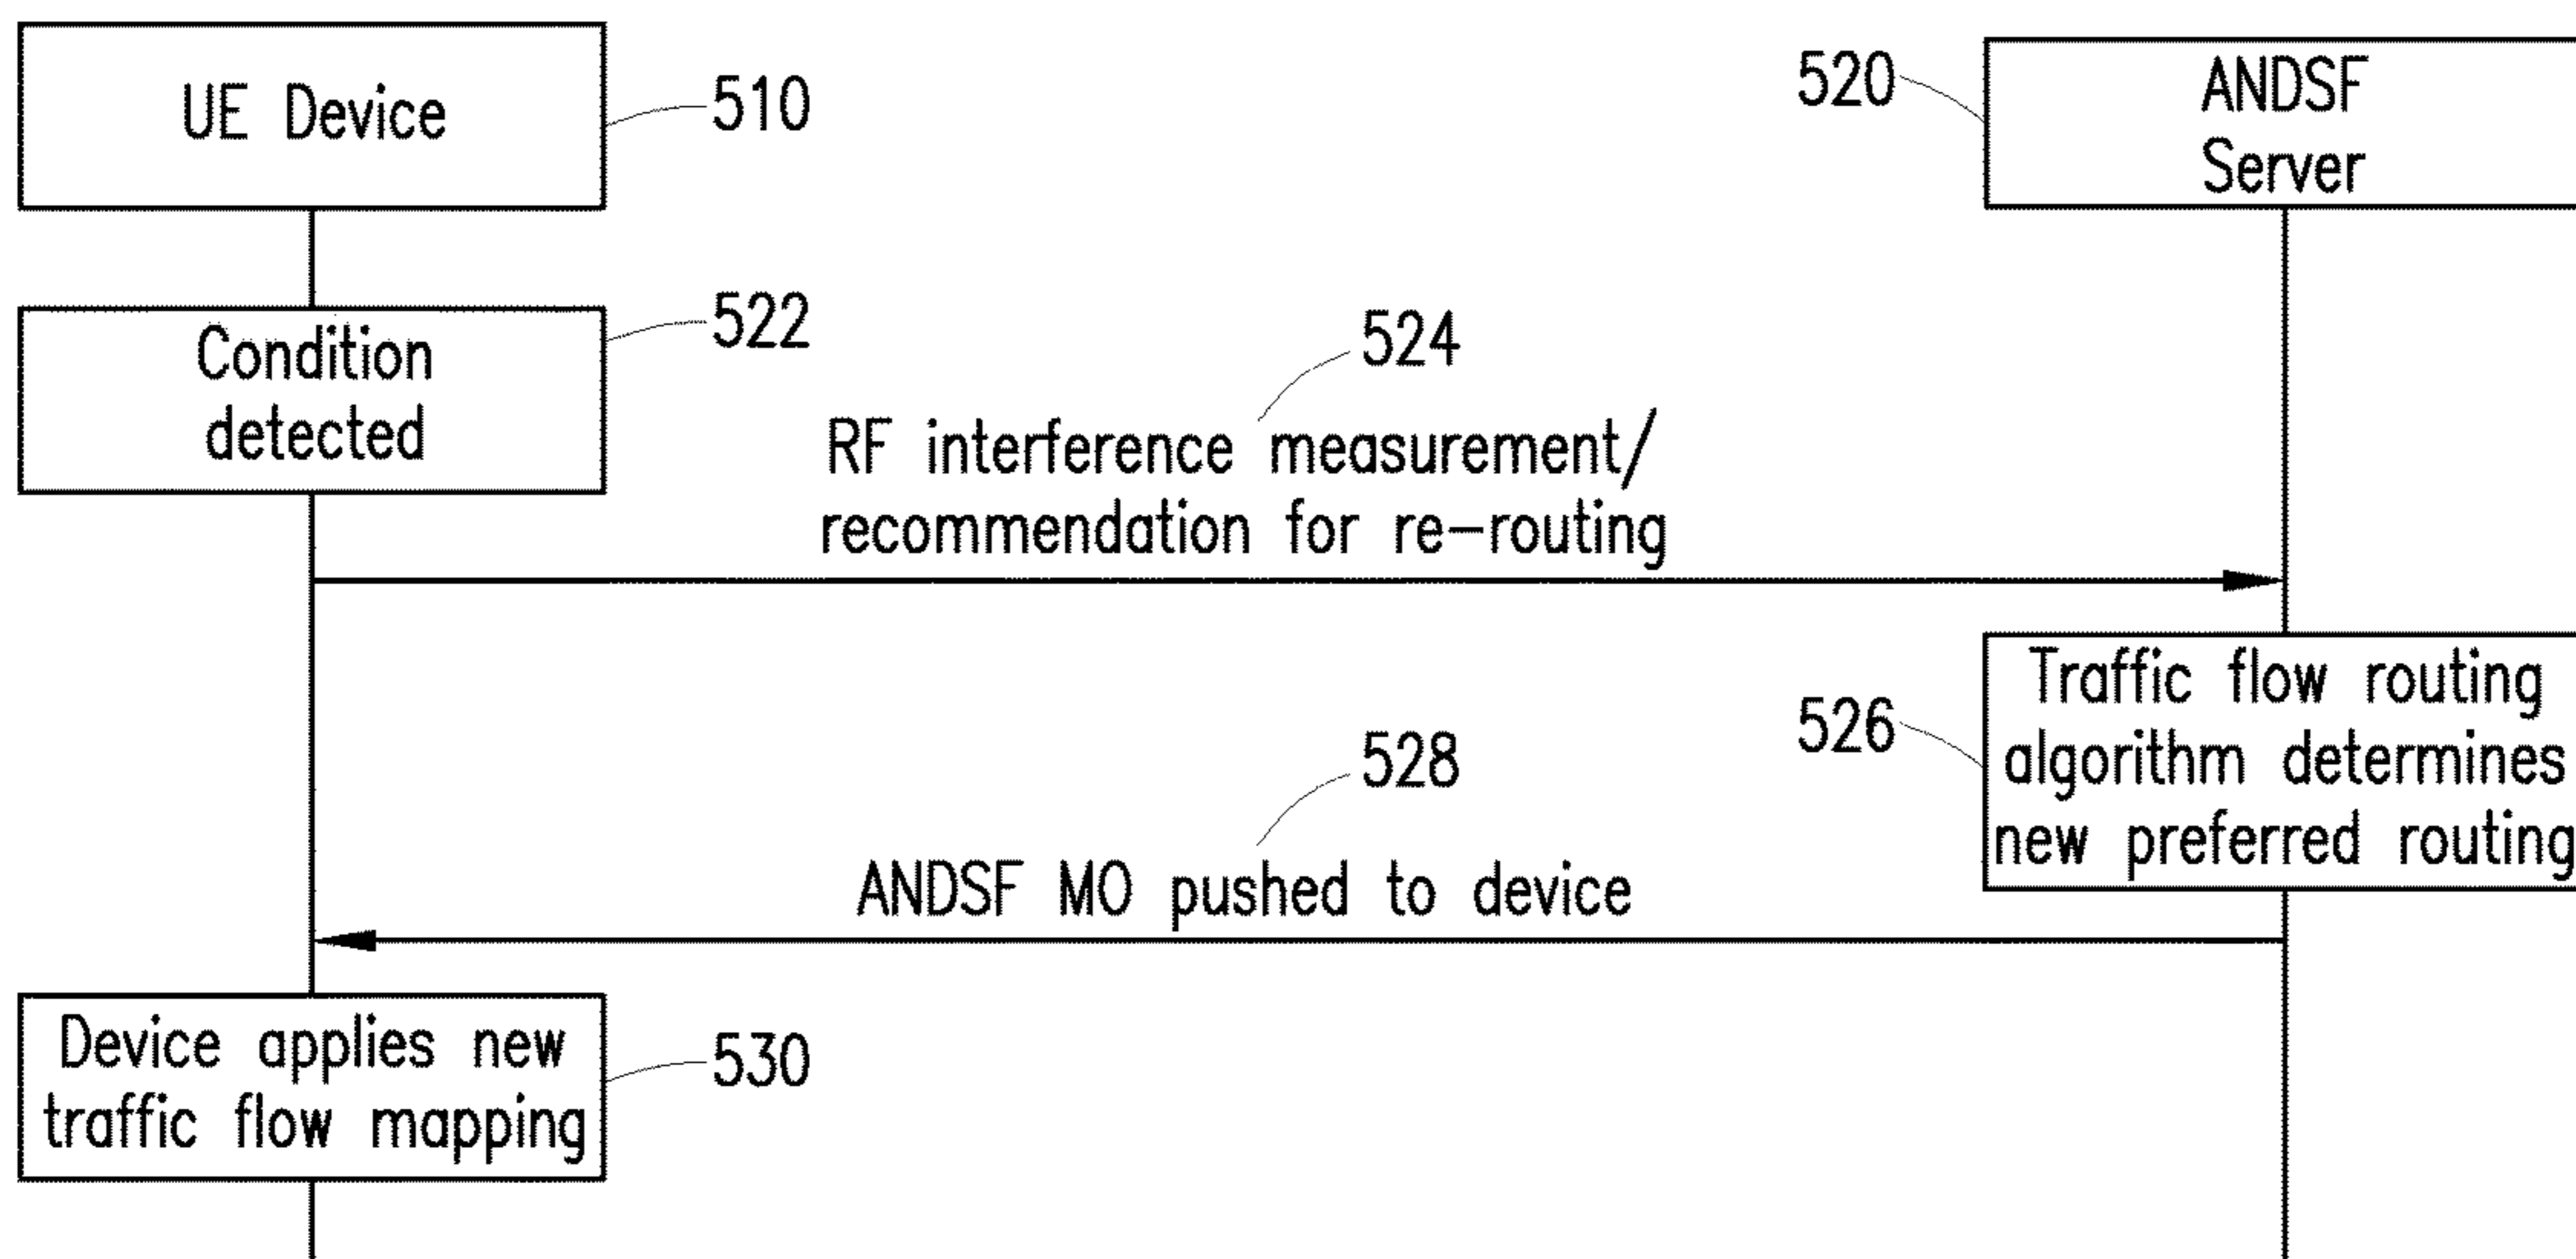 UE Device
510
520
ANDSF
Server
Condition
detected
522
524
RF interference measurement/
recommendation for re-routing
Traffic flow routing
algorithm determines
new preferred routing
526
528
ANDSF MO pushed to device
Device applies new
traffic flow mapping
530